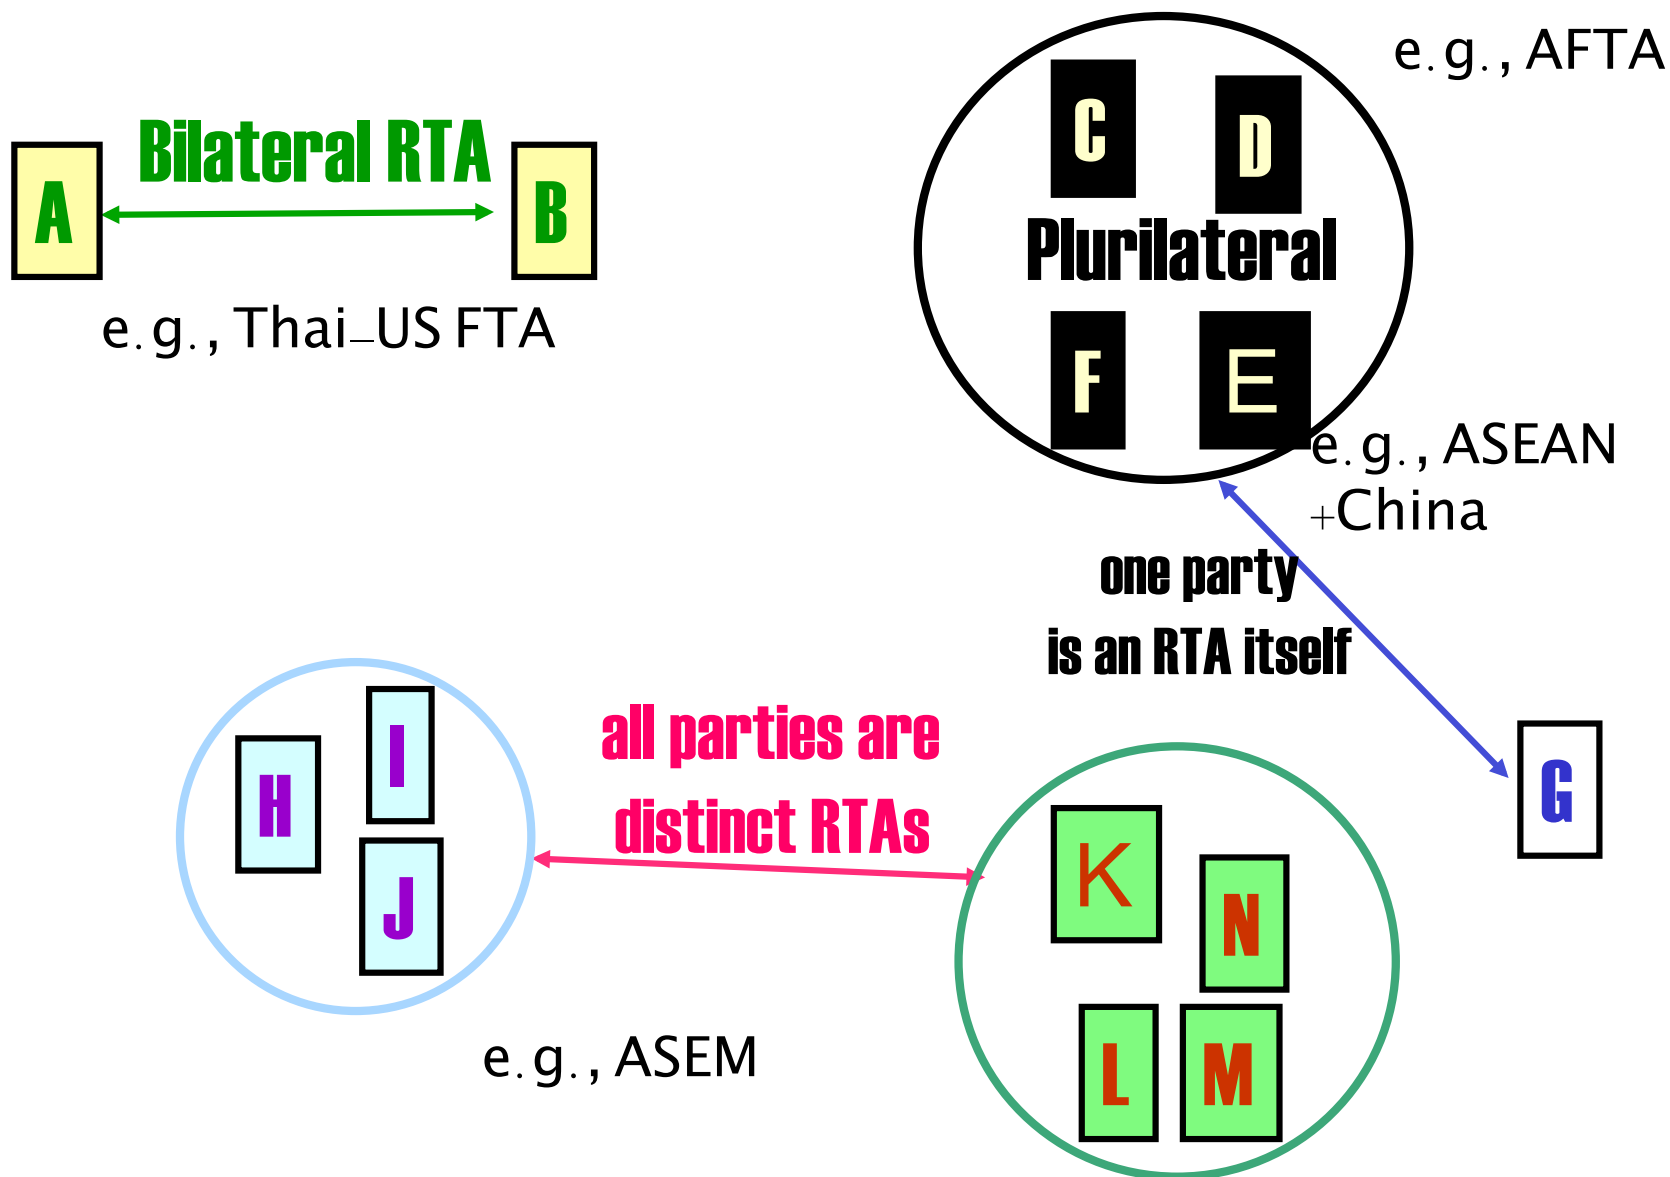 Bilateral RTA
A
B
e.g., Thai–US FTA
e.g., AFTA
C
D
Plurilateral
F
E
e.g., ASEAN
+China
one party
is an RTA itself
G
H
I
J
all parties are
distinct RTAs
K
N
L
M
e.g., ASEM